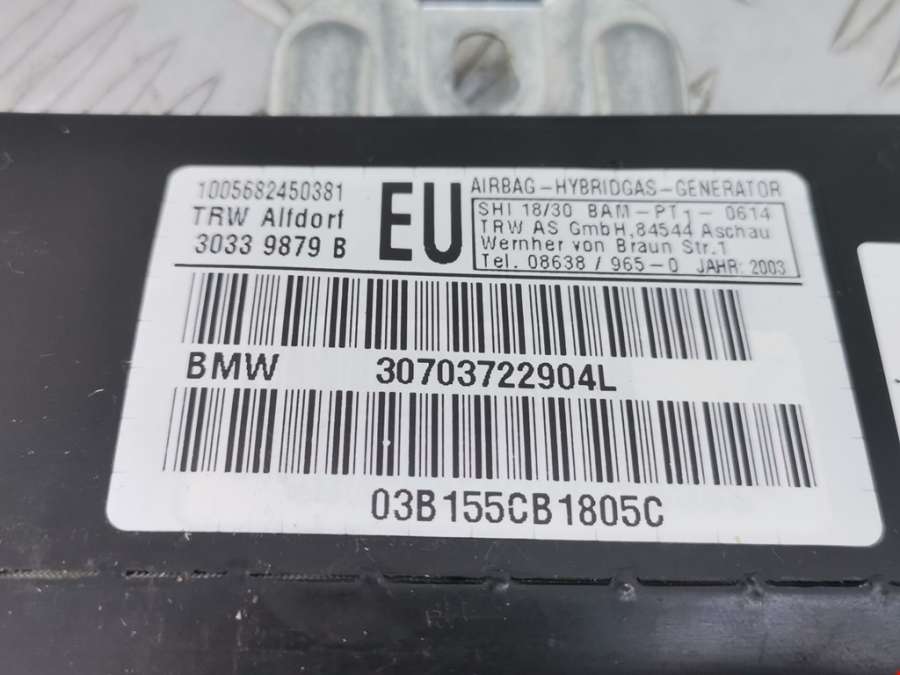 1005682450381
TRW Alfdorf
3033 9879 B
EU
AIRBAG-HYBRIDGAS-GENERATOR
SHI 18/30 BAM-PT1-0614
TRW AS GmbH, 84544 Aschau
Wernher von Braun Str.1
Tel. 08638 / 965-0 JAHR: 2003
BMW 30703722904L
03B155CB1805C